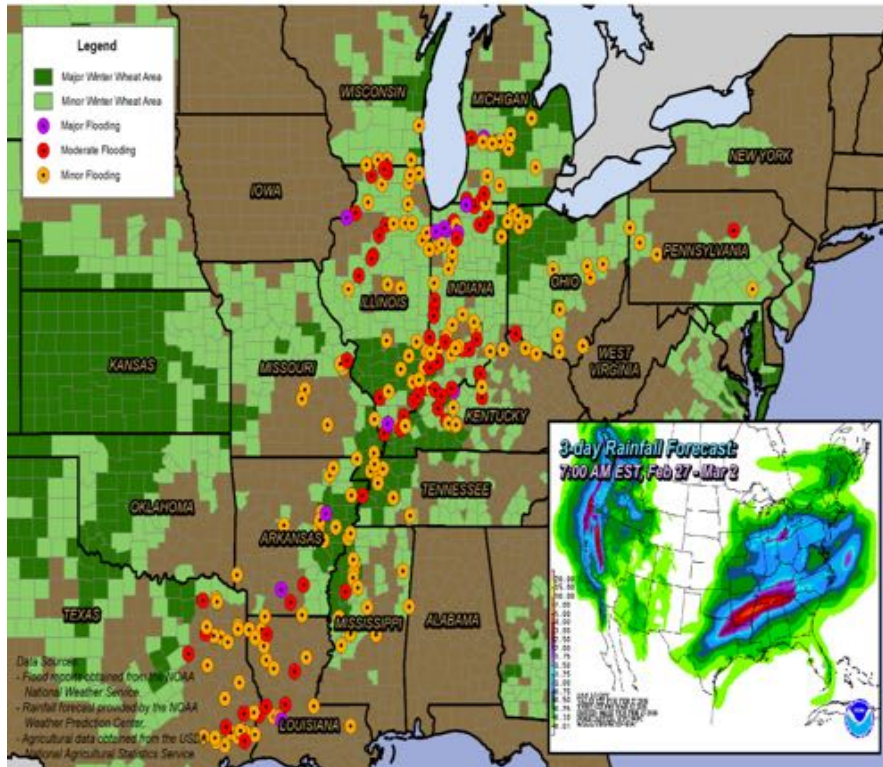 Legend
Major Winter Wheat Area
Minor Winter Wheat Area
Major Flooding
Moderate Flooding
Minor Flooding
WISCONSIN
MICHIGAN
NEW YORK
IOWA
PENNSYLVANIA
ILLINOIS
INDIANA
OHIO
KANSAS
MISSOURI
WEST
VIRGINIA
KENTUCKY
TENNESSEE
OKLAHOMA
ARKANSAS
TEXAS
MISSISSIPPI
ALABAMA
LOUISIANA
3-day Rainfall Forecast:
7:00 AM EST, Feb 27 - Mar 2
Data Sources
- Flood reports obtained from the NOAA
National Weather Service.
- Rainfall forecast provided by the NOAA
Weather Prediction Center.
- Agricultural data obtained from the USD
National Agricultural Statistics Service